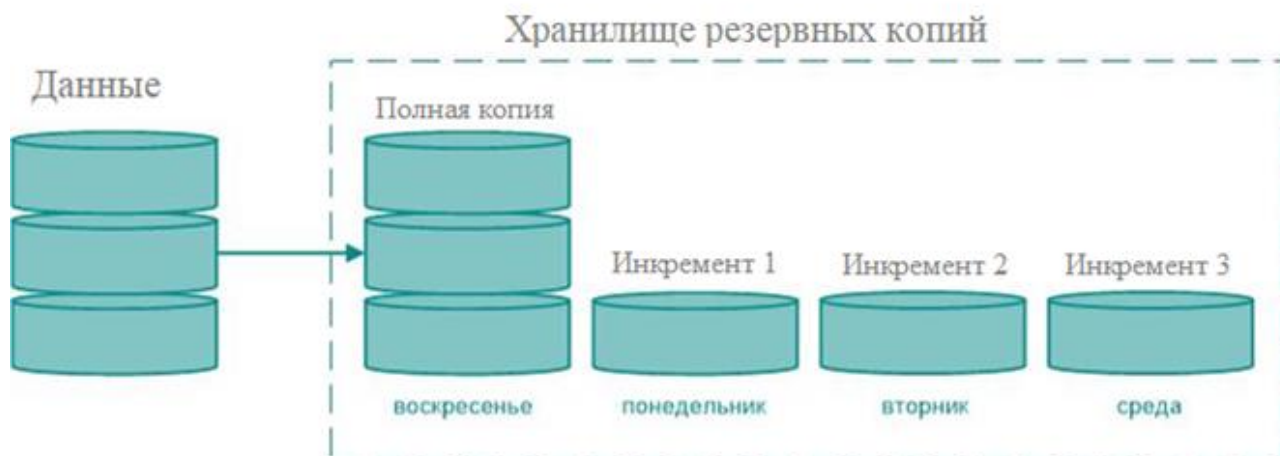 Хранилище резервных копий
Данные
Полная копия
Инкремент 1
Инкремент 2
Инкремент 3
воскресенье
понедельник
вторник
среда